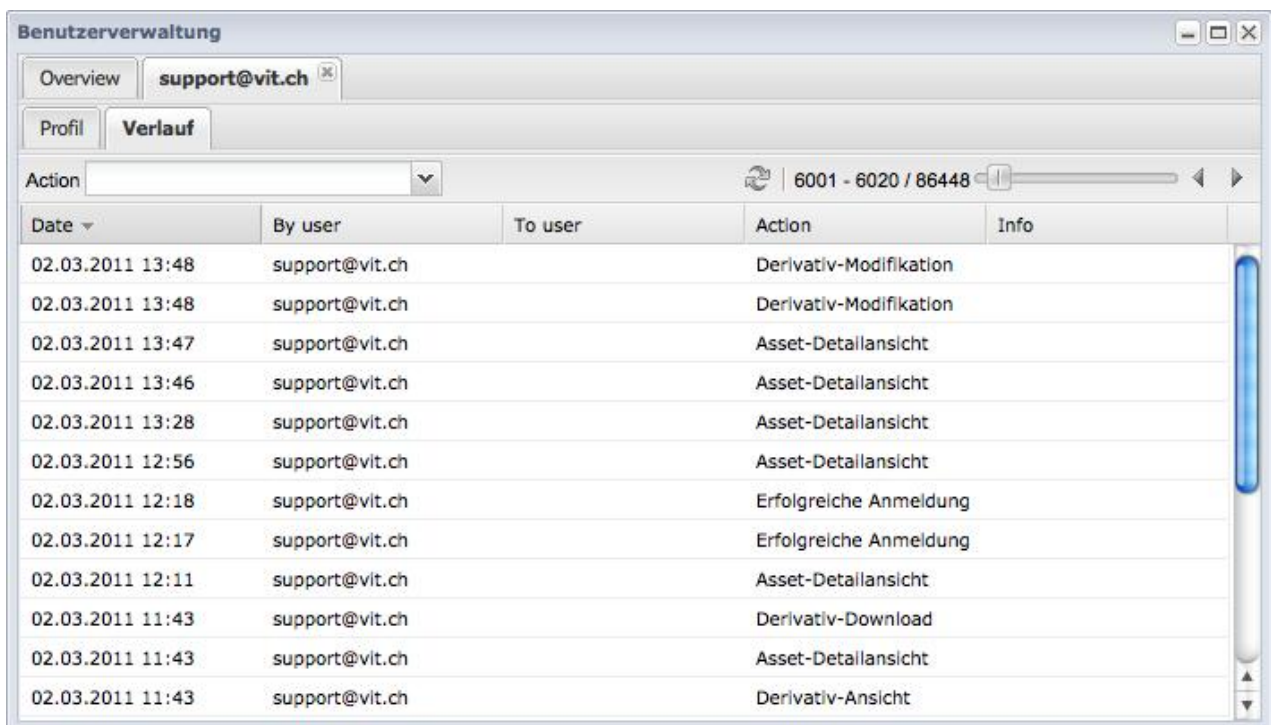 Benutzerverwaltung
Overview support@vit.ch
Profil Verlauf
Action 6001 - 6020 / 86448
Date By user To user Action Info
02.03.2011 13:48 support@vit.ch Derivativ-Modifikation
02.03.2011 13:48 support@vit.ch Derivativ-Modifikation
02.03.2011 13:47 support@vit.ch Asset-Detailansicht
02.03.2011 13:46 support@vit.ch Asset-Detailansicht
02.03.2011 13:28 support@vit.ch Asset-Detailansicht
02.03.2011 12:56 support@vit.ch Asset-Detailansicht
02.03.2011 12:18 support@vit.ch Erfolgreiche Anmeldung
02.03.2011 12:17 support@vit.ch Erfolgreiche Anmeldung
02.03.2011 12:11 support@vit.ch Asset-Detailansicht
02.03.2011 11:43 support@vit.ch Derivativ-Download
02.03.2011 11:43 support@vit.ch Asset-Detailansicht
02.03.2011 11:43 support@vit.ch Derivativ-Ansicht